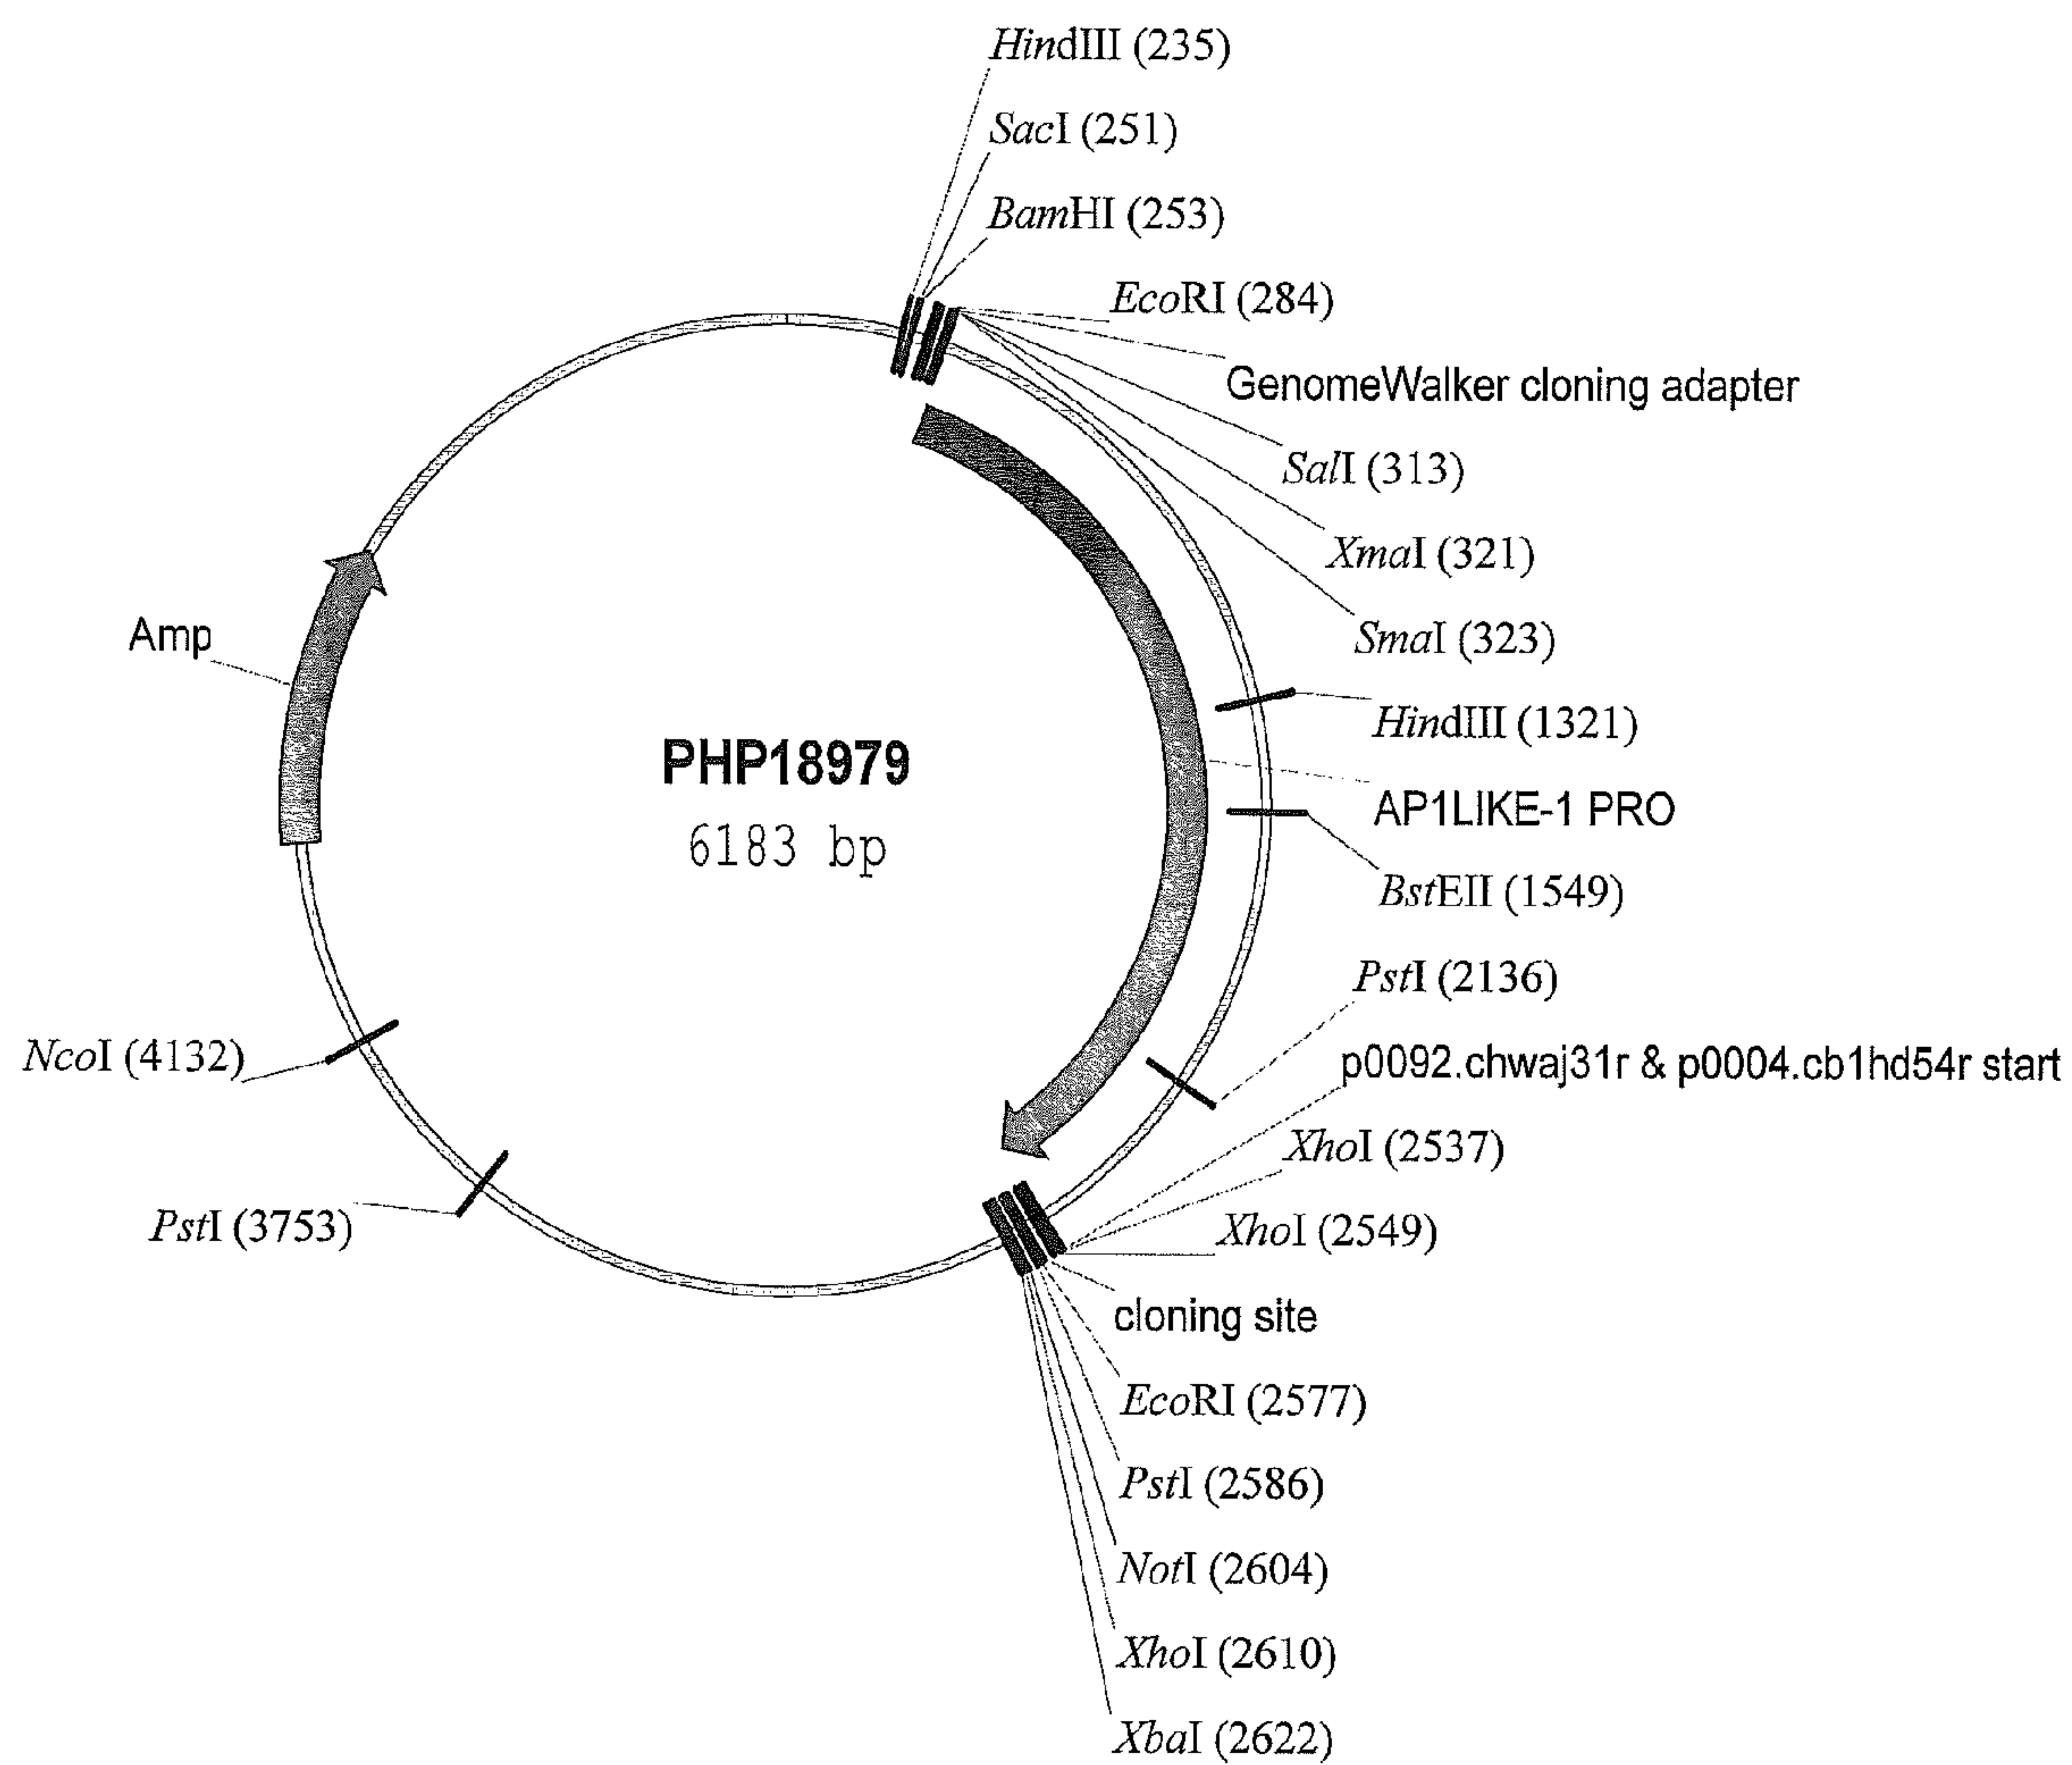 HindIII (235)
SacI (251)
BamHI (253)
EcoRI (284)
GenomeWalker cloning adapter
SalI (313)
XmaI (321)
SmaI (323)
HindIII (1321)
AP1LIKE-1 PRO
BstEII (1549)
PstI (2136)
p0092.chwaj31r & p0004.cb1hd54r start
XhoI (2537)
XhoI (2549)
cloning site
EcoRI (2577)
PstI (2586)
NotI (2604)
XhoI (2610)
XbaI (2622)
PstI (3753)
NcoI (4132)
Amp
PHP18979
6183 bp